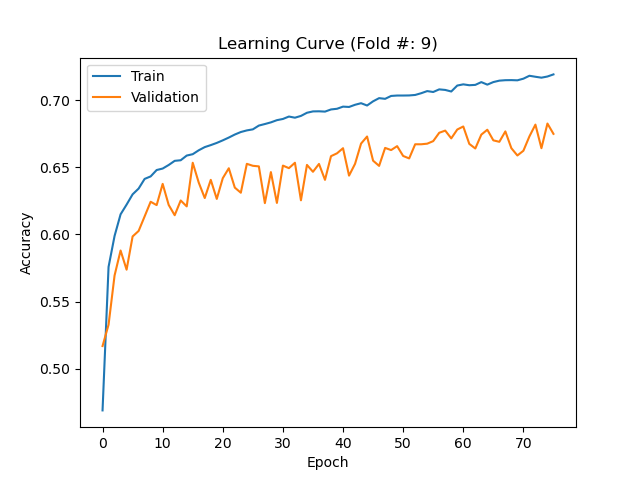 Learning Curve (Fold #: 9)
Train
Validation
0.70
0.65
0.60
0.55
0.50
Accuracy
0 10 20 30 40 50 60 70
Epoch